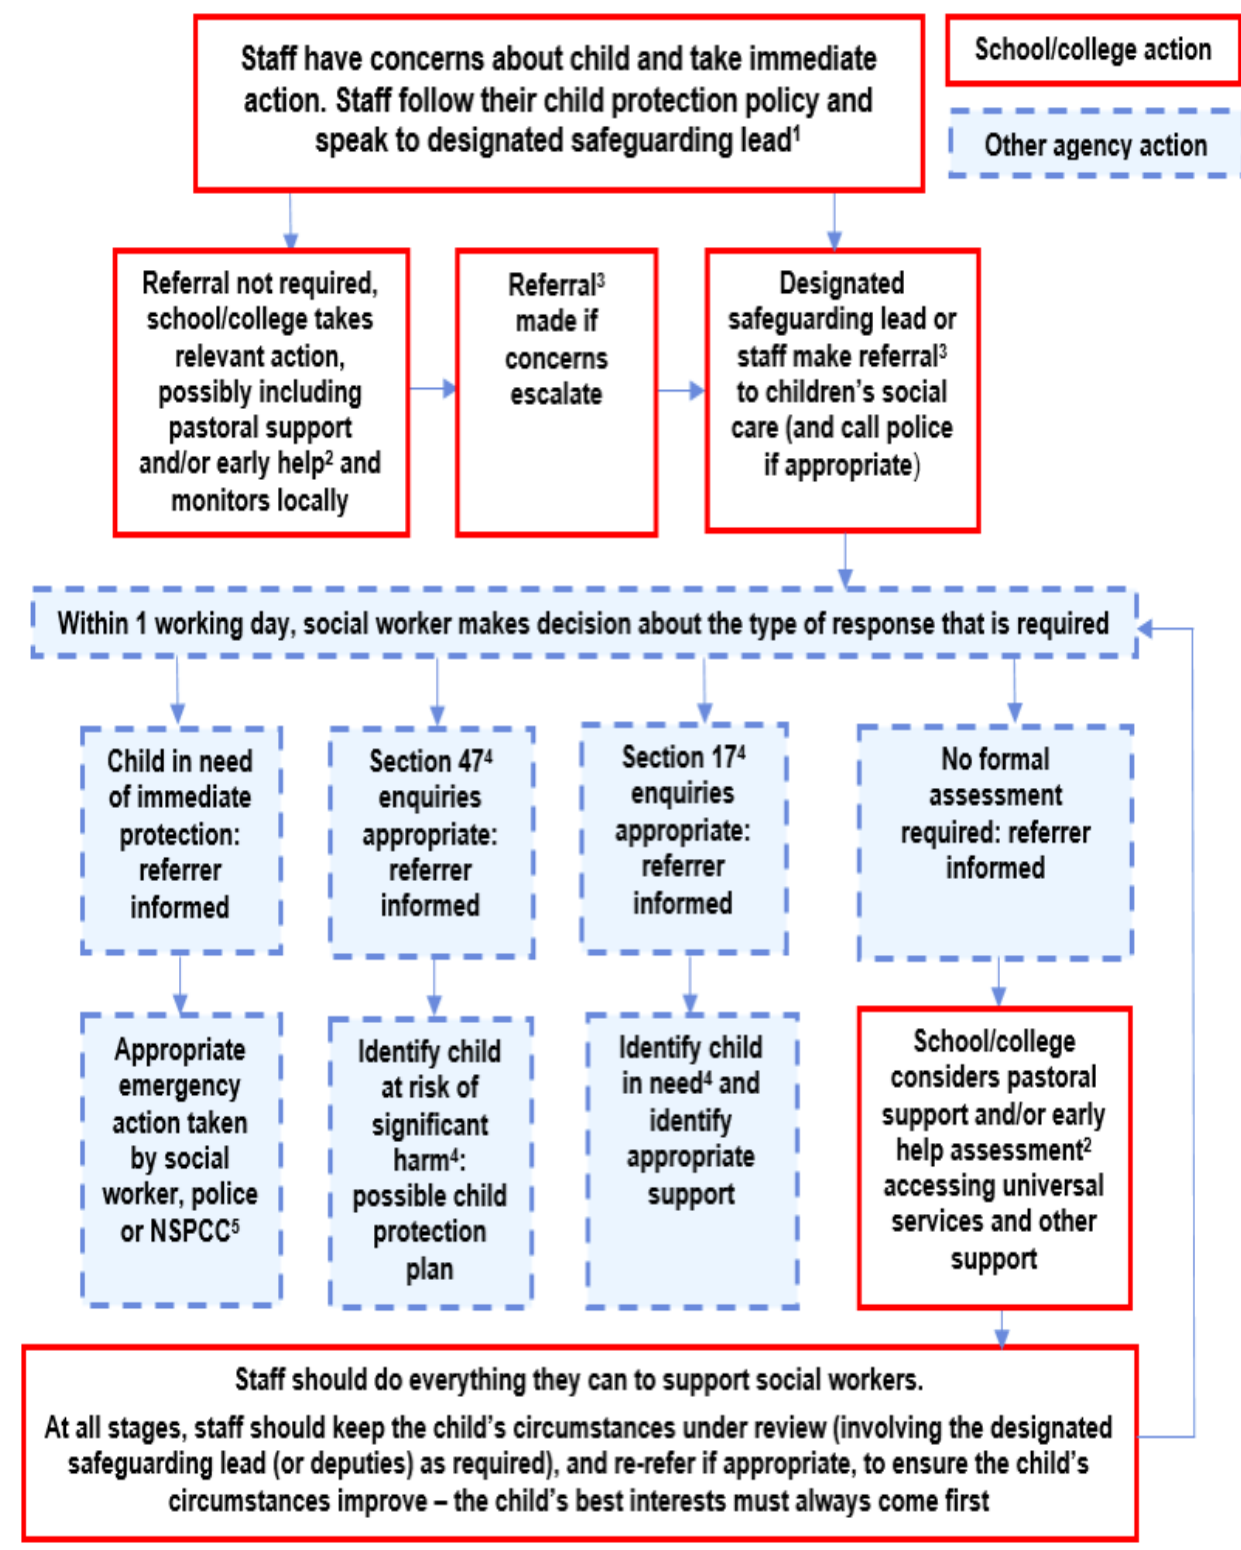 Staff have concerns about child and take immediate
action. Staff follow their child protection policy and
speak to designated safeguarding lead¹
School/college action
Other agency action
Referral not required,
school/college takes
relevant action,
possibly including
pastoral support
and/or early help² and
monitors locally
Referral³
made if
concerns
escalate
Designated
safeguarding lead or
staff make referral³
to children’s social
care (and call police
if appropriate)
Within 1 working day, social worker makes decision about the type of response that is required
Child in need
of immediate
protection:
referrer
informed
Section 47⁴
enquiries
appropriate:
referrer
informed
Section 17⁴
enquiries
appropriate:
referrer
informed
No formal
assessment
required: referrer
informed
Appropriate
emergency
action taken
by social
worker, police
or NSPCC⁵
Identify child
at risk of
significant
harm⁴:
possible child
protection
plan
Identify child
in need⁴ and
identify
appropriate
support
School/college
considers pastoral
support and/or early
help assessment²
accessing universal
services and other
support
Staff should do everything they can to support social workers.
At all stages, staff should keep the child’s circumstances under review (involving the designated
safeguarding lead (or deputies) as required), and re-refer if appropriate, to ensure the child’s
circumstances improve – the child’s best interests must always come first